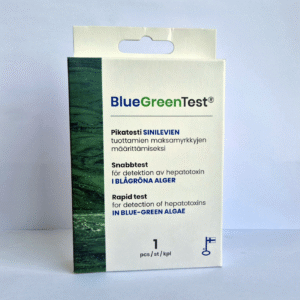 BlueGreenTest®
Pikatesti SINILEVIEN
tuottamien maksamyrkkyjen
määrittämiseksi
Snabbtest
för detektion av hepatotoxin
I BLÅGRÖNA ALGER
Rapid test
for detection of hepatotoxins
IN BLUE-GREEN ALGAE
1
pcs / st / kpl